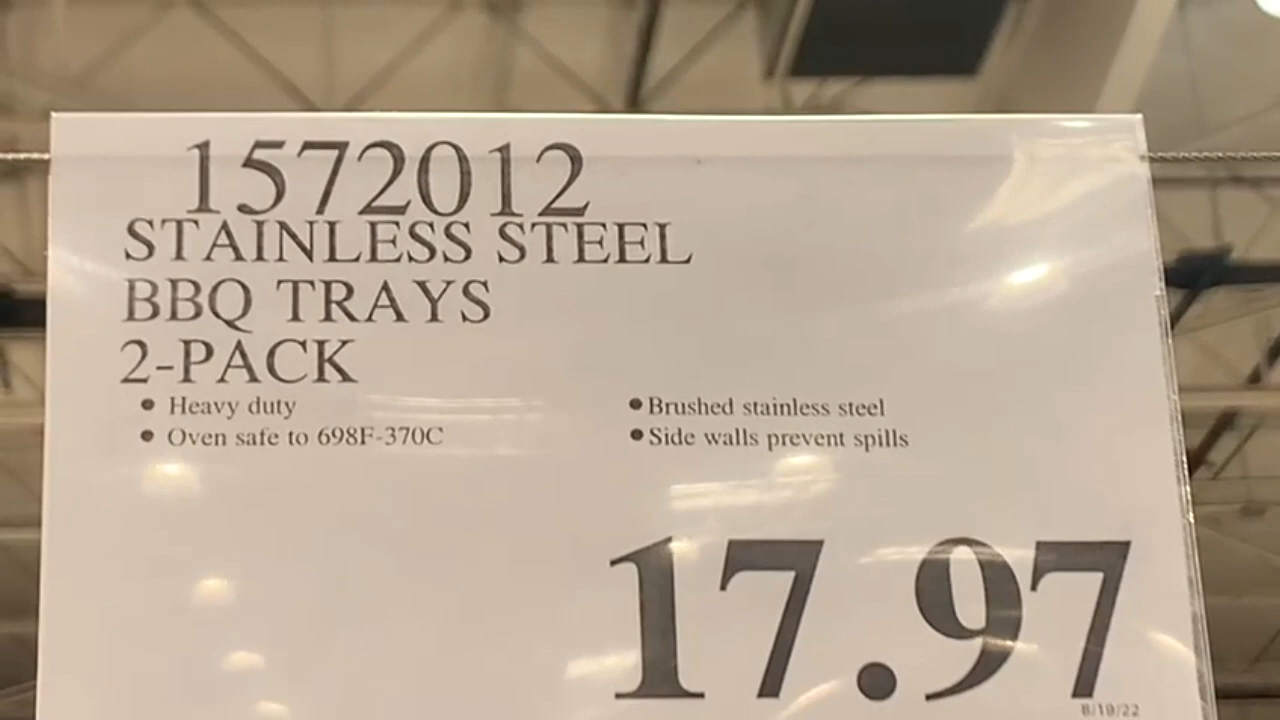 1572012
STAINLESS STEEL
BBQ TRAYS
2-PACK
• Heavy duty
• Oven safe to 698F-370C
• Brushed stainless steel
• Side walls prevent spills
17.97
8/19/22